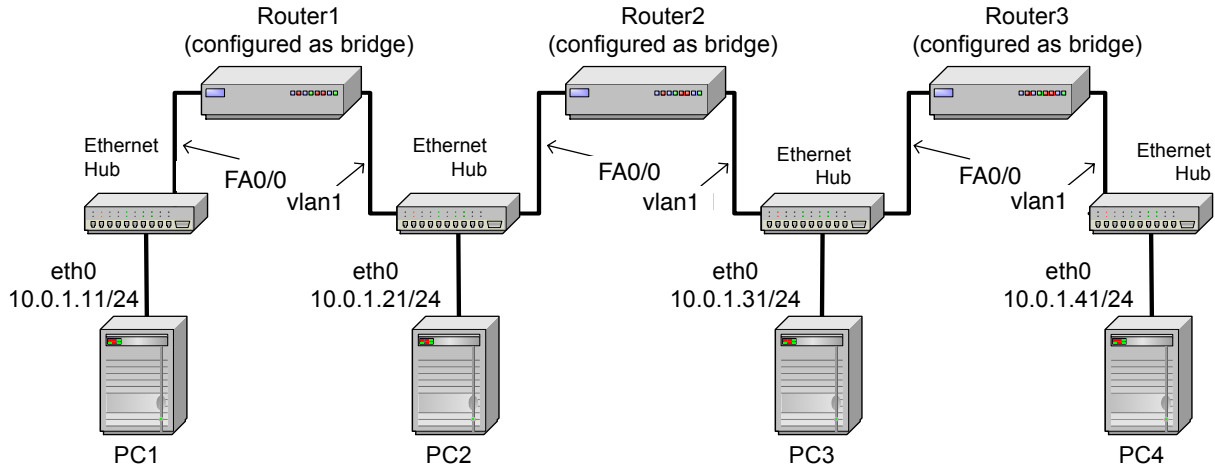 Router1
(configured as bridge)
Router2
(configured as bridge)
Router3
(configured as bridge)
Ethernet
Hub
FA0/0
vlan1
Ethernet
Hub
FA0/0
vlan1
Ethernet
Hub
FA0/0
vlan1
Ethernet
Hub
eth0
10.0.1.11/24
eth0
10.0.1.21/24
eth0
10.0.1.31/24
eth0
10.0.1.41/24
PC1
PC2
PC3
PC4